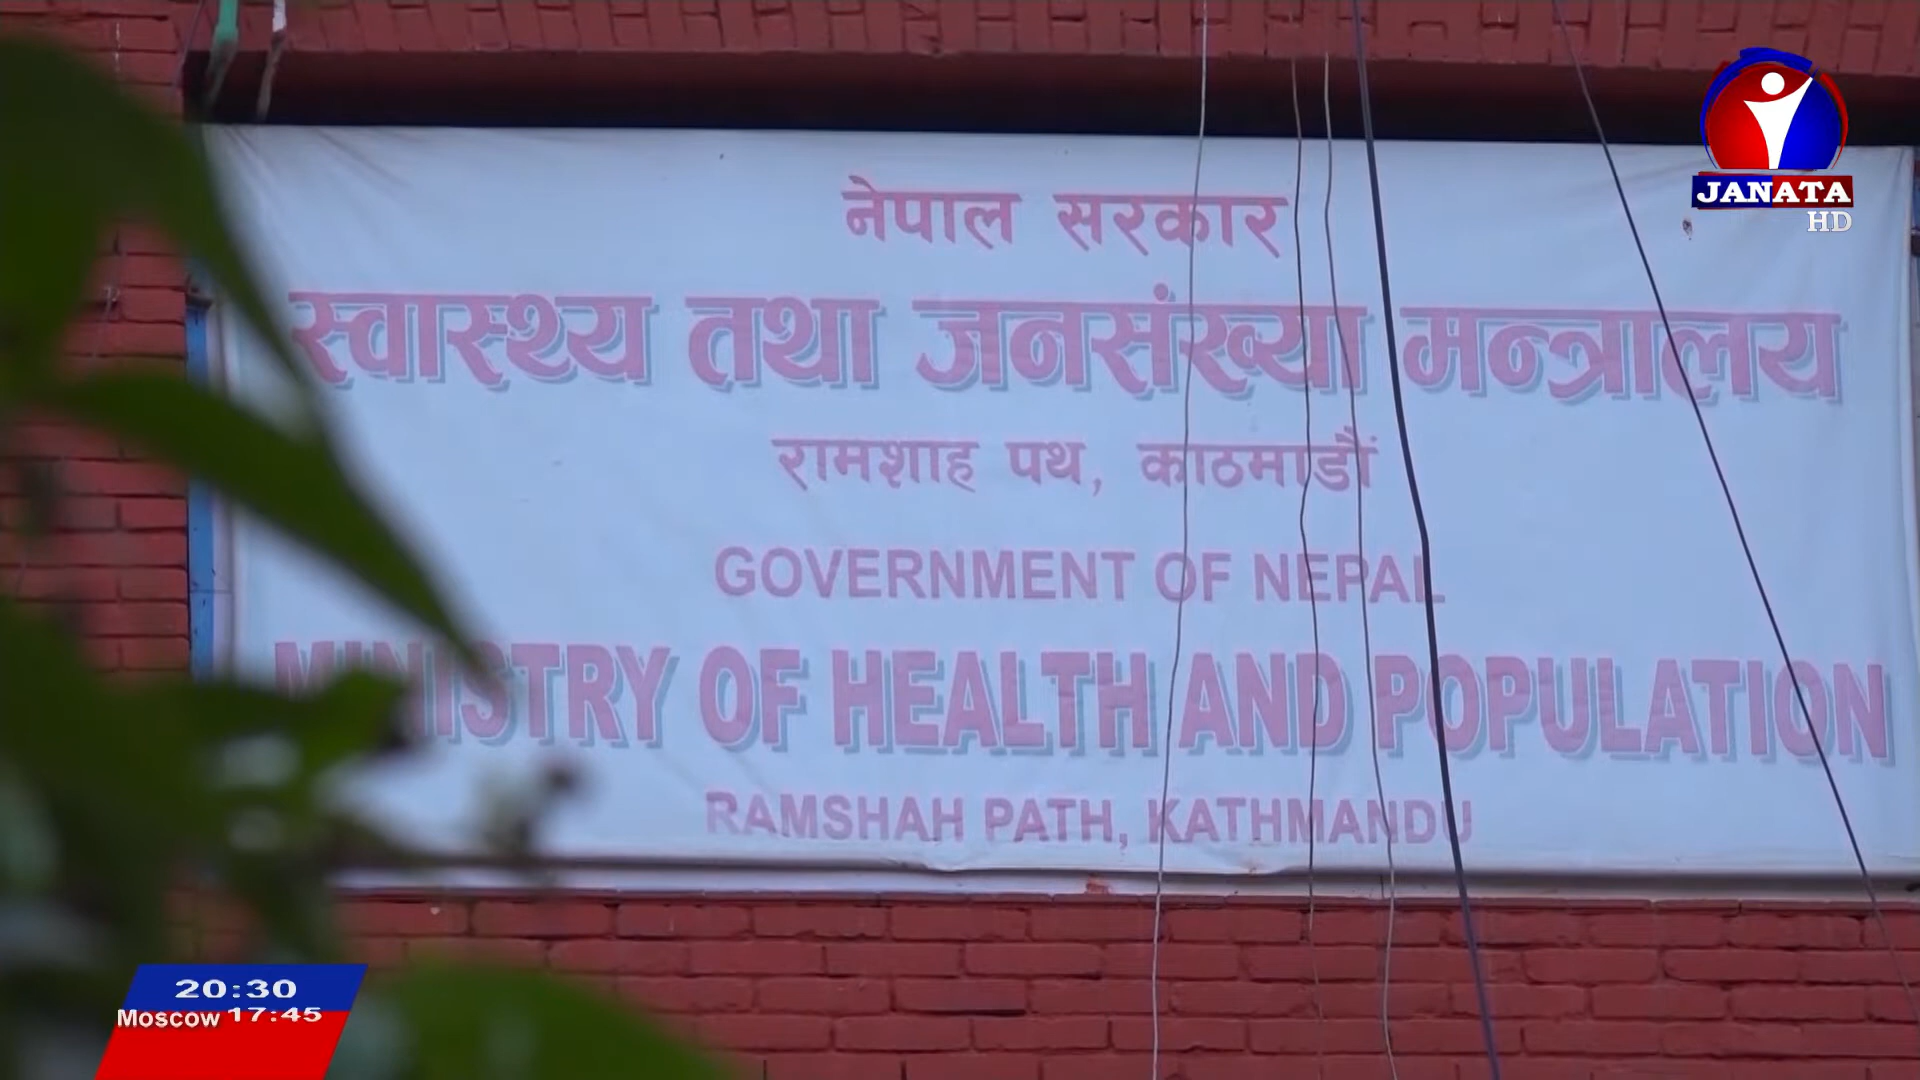 JANATA
HD
नेपाल सरकार
स्वास्थ्य तथा जनसंख्या मन्त्रालय
रामशाह पथ, काठमाडौं
GOVERNMENT OF NEPAL
MINISTRY OF HEALTH AND POPULATION
RAMSHAH PATH, KATHMANDU
20:30
Moscow 17:45